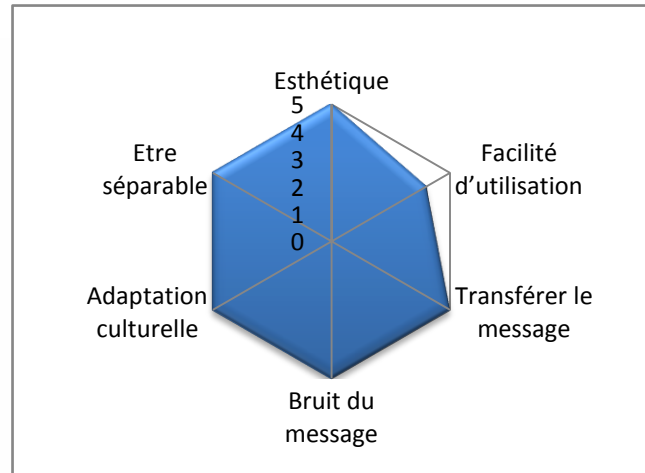 Esthétique
5
4
3
2
1
0
Facilité
d’utilisation
Transférer le
message
Bruit du
message
Adaptation
culturelle
Etre
séparable